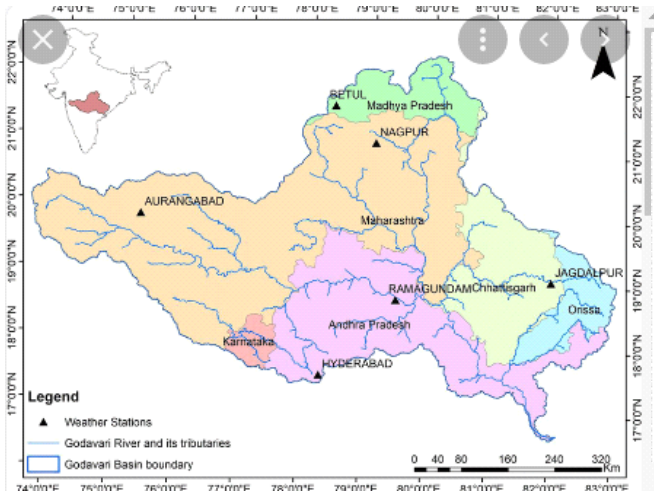 74°0'0"E 75°0'0"E 76°0'0"E 77°0'0"E 78°0'0"E 79°0'0"E 80°0'0"E 81°0'0"E 82°0'0"E 83°0'0"E
N
22°0'0"N
22°0'0"N
BETUL
Madhya Pradesh
21°0'0"N
NAGPUR
21°0'0"N
20°0'0"N
AURANGABAD
Maharashtra
20°0'0"N
19°0'0"N
JAGDALPUR
RAMAGUNDAM
Chhattisgarh
19°0'0"N
Orissa
18°0'0"N
Andhra Pradesh
Karnataka
18°0'0"N
HYDERABAD
17°0'0"N
Legend
Weather Stations
17°0'0"N
Godavari River and its tributaries
Godavari Basin boundary
0 40 80 160 240 320
Km
74°0'0"E 75°0'0"E 76°0'0"E 77°0'0"E 78°0'0"E 79°0'0"E 80°0'0"E 81°0'0"E 82°0'0"E 83°0'0"E